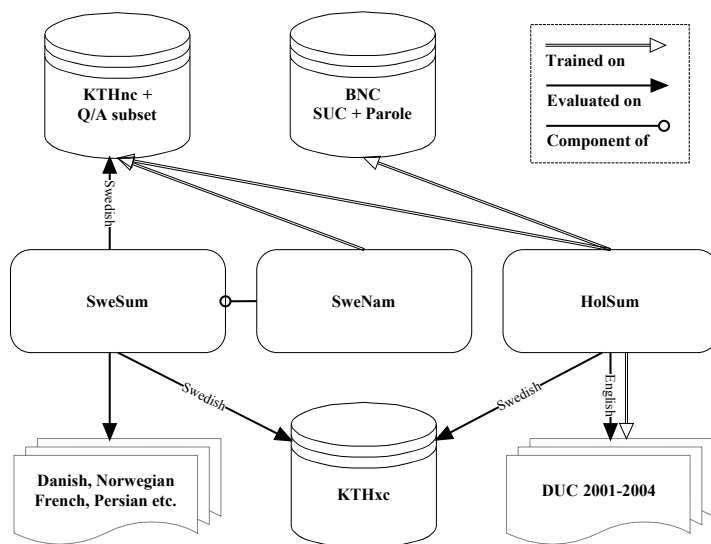 KTHnc +
Q/A subset
BNC
SUC + Parole
Trained on
Evaluated on
Component of
Swedish
SweSum
SweNam
HolSum
Swedish
Swedish
English
Danish, Norwegian
French, Persian etc.
KTHxc
DUC 2001-2004